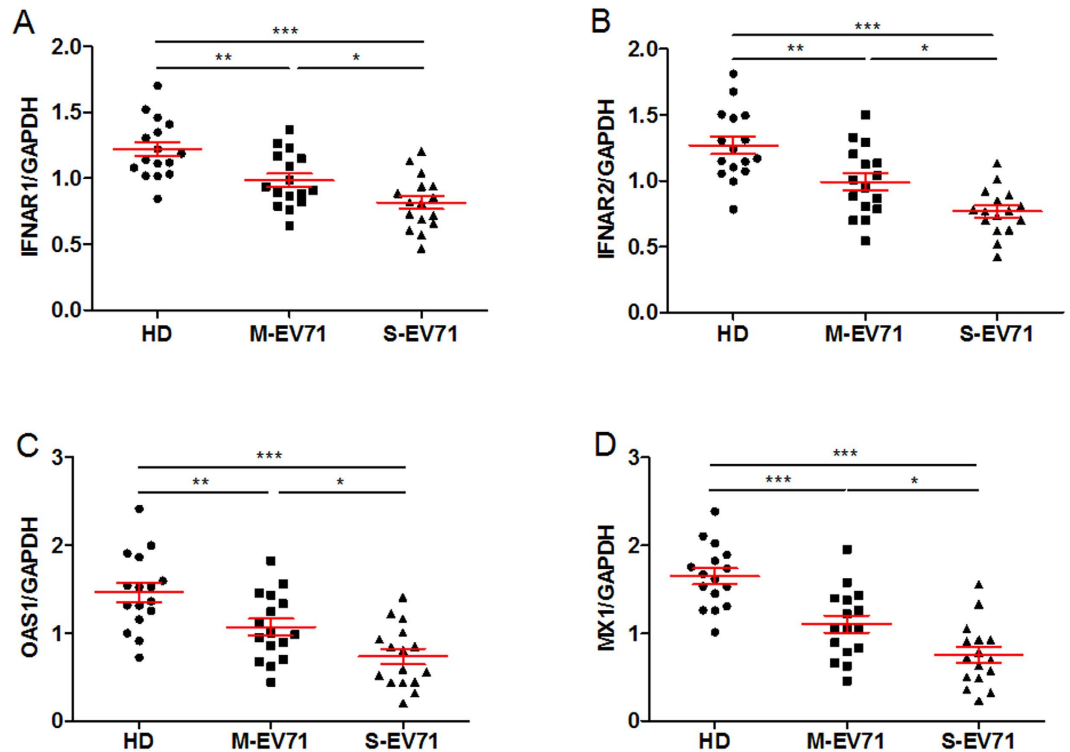 A
***
**
*
IFNAR1/GAPDH
2.0
1.5
1.0
0.5
0.0
HD
M-EV71
S-EV71
B
***
**
*
IFNAR2/GAPDH
2.0
1.5
1.0
0.5
0.0
HD
M-EV71
S-EV71
C
***
**
*
OAS1/GAPDH
3
2
1
0
HD
M-EV71
S-EV71
D
***
***
*
MX1/GAPDH
3
2
1
0
HD
M-EV71
S-EV71